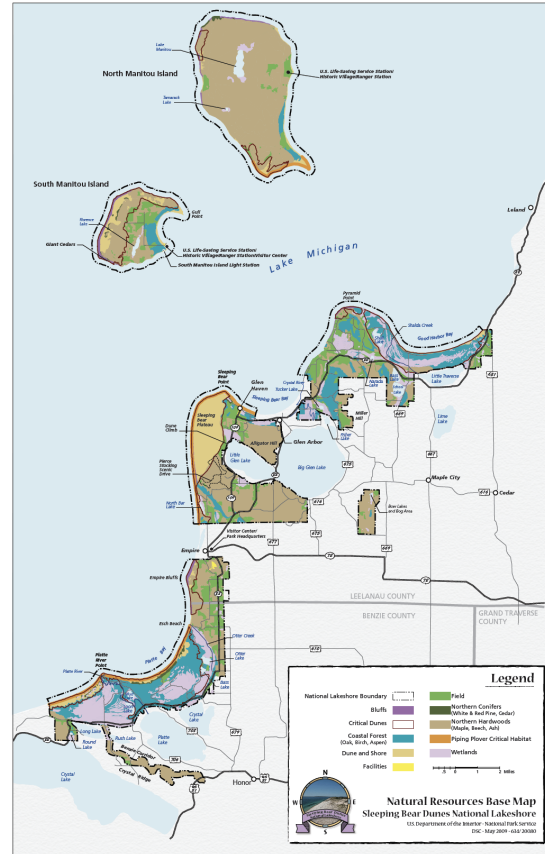 Lake
Manitou
North Manitou Island
U.S. Life-Saving Service Station/
Historic Village/Ranger
Station
Tamarack
Lake
South Manitou Island
Gull
Point
Florence
Lake
Giant Cedars
U.S. Life-Saving Service Station/
Historic Village/Ranger Station/Visitor Center
South Manitou Island Light Station
Lake Michigan
Leland
Pyramid
Point
Shalda Creek
Good Harbor Bay
Sleeping
Bear
Point
Glen
Haven
Sleeping Bear Bay
Crystal River
Tucker Lake
Little Traverse
Lake
Lime
Lake
Miller
Hill
Fisher
Lake
Dune
Climb
Sleeping
Bear
Plateau
Alligator Hill
Glen Arbor
Little
Glen Lake
Big Glen Lake
Pierce
Stocking
Scenic
Drive
North Bar
Lake
Maple City
Cedar
Bow Lakes
and Bog Area
Visitor Center/
Park Headquarters
Empire
Empire Bluffs
LEELANAU COUNTY
BENZIE COUNTY
GRAND TRAVERSE
COUNTY
Esch Beach
Otter Creek
Otter
Lake
Bass
Lake
Platte
River
Point
Platte Bay
Platte River
Long Lake
Rush Lake
Round
Lake
Platte
Lake
Crystal
Lake
Crystal
Lake
Benzie Corridor
Crystal Ridge
Honor
Legend
National Lakeshore Boundary
Bluffs
Critical Dunes
Coastal Forest
(Oak, Birch, Aspen)
Dune and Shore
Facilities
Field
Northern Conifers
(White & Red Pine, Cedar)
Northern Hardwoods
(Maple, Beech, Ash)
Piping Plover Critical Habitat
Wetlands
.5 0 1 2 Miles
N
W E
S
Natural Resources Base Map
Sleeping Bear Dunes National Lakeshore
U.S. Department of the Interior - National Park Service
DSC - May 2009 - 634/20080